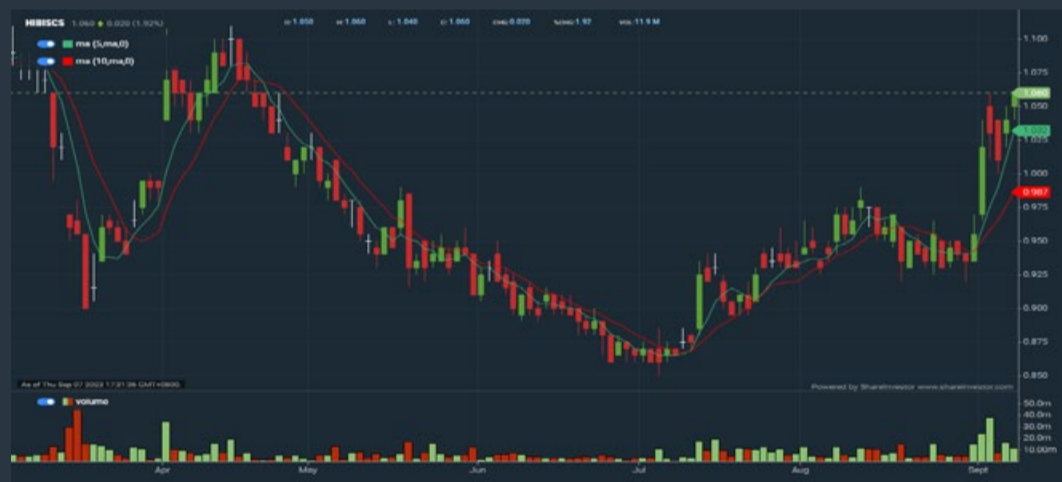 HIBISCS 1.060 0.020 (1.92%) O: 1.050 H: 1.060 L: 1.040 C: 1.060 CHG:0.020 %CHG:1.92 VOL:11.9 M
ma (5,ma,0)
ma (10,ma,0)
1.100
1.075
1.060
1.050
1.025
1.000
0.987
0.975
0.950
0.925
0.900
0.875
0.850
As of Thu Sep 07 2023 17:21:36 GMT+0800
Powered by ShareInvestor www.shareinvestor.com
volume
50.0m
40.0m
30.0m
20.0m
10.00m
Apr May Jun Jul Aug Sept